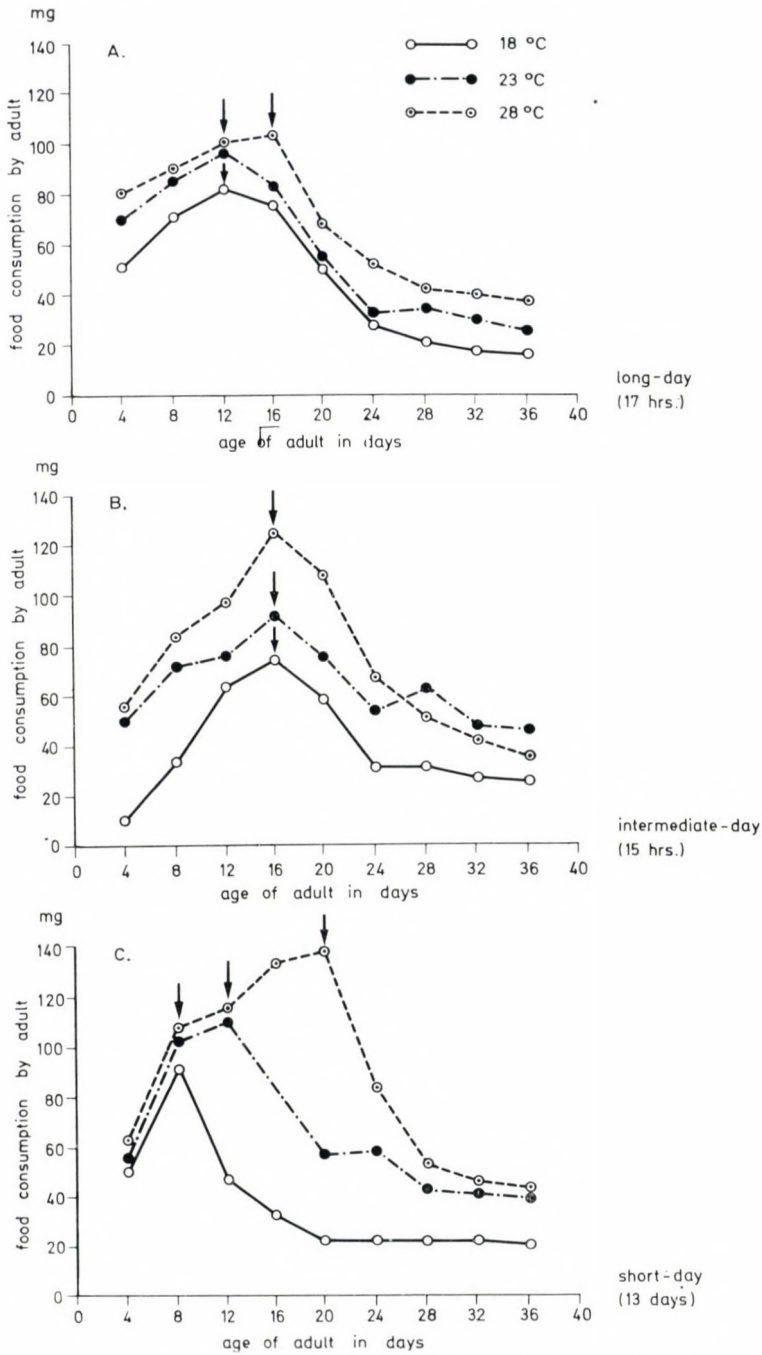 mg
A.
18 °C
23 °C
28 °C
140
120
100
80
60
40
20
0
food consumption by adult
0 4 8 12 16 20 24 28 32 36 40
age of adult in days
long-day
(17 hrs.)
mg
B.
140
120
100
80
60
40
20
0
food consumption by adult
0 4 8 12 16 20 24 28 32 36 40
age of adult in days
intermediate-day
(15 hrs.)
mg
C.
140
120
100
80
60
40
20
0
food consumption by adult
0 4 8 12 16 20 24 28 32 36 40
age of adult in days
short-day
(13 days)